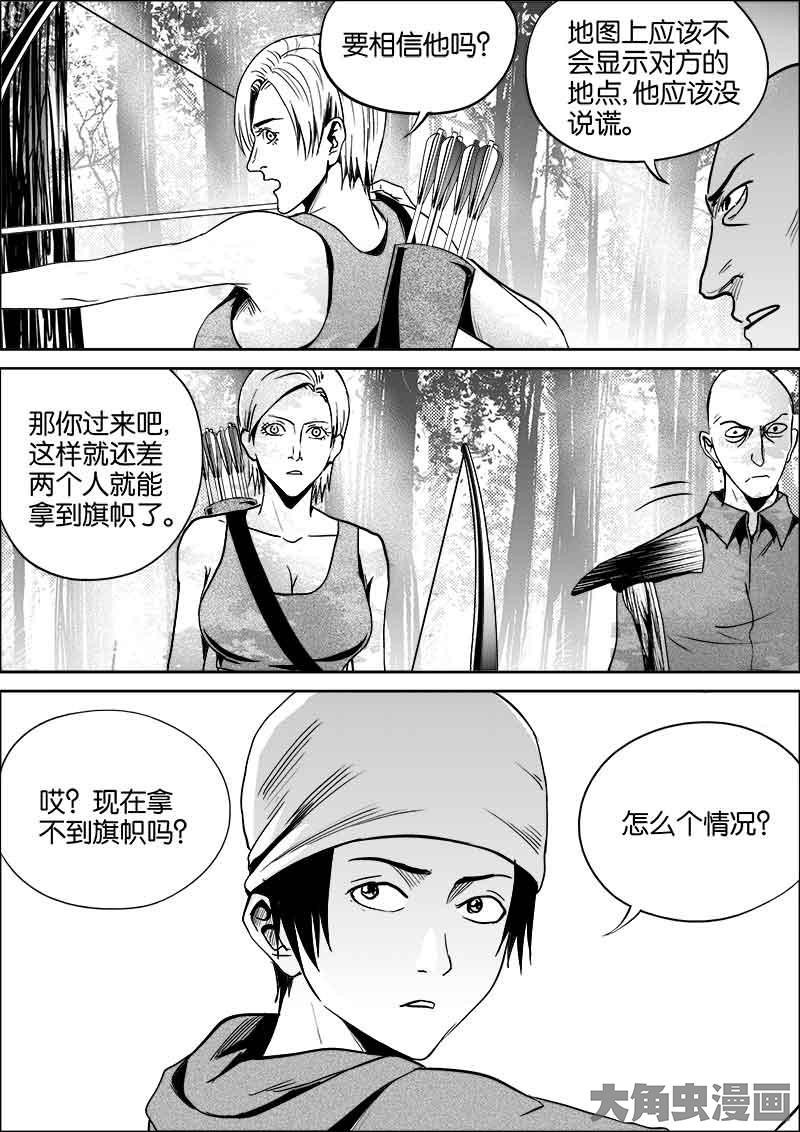 要相信他吗？
地图上应该不
会显示对方的
地点,他应该没
说谎。
那你过来吧,
这样就还差
两个人就能
拿到旗帜了。
哎？现在拿
不到旗帜吗？
怎么个情况？
大角虫漫画